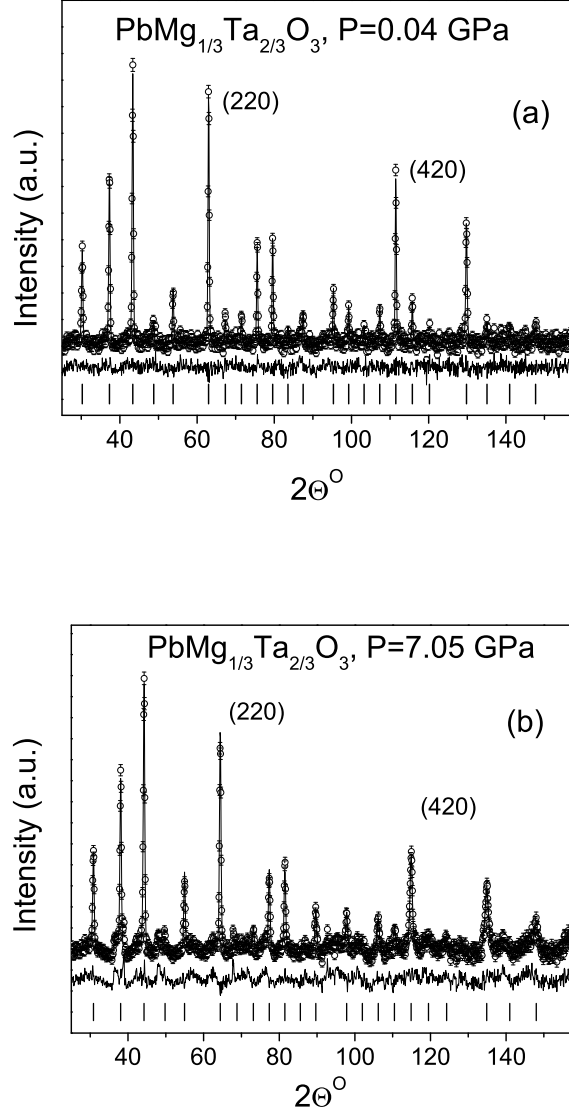 PbMg1/3Ta2/3O3, P=0.04 GPa
(220)
(a)
(420)
Intensity (a.u.)
40 60 80 100 120 140
2Θ^O
PbMg1/3Ta2/3O3, P=7.05 GPa
(220)
(b)
(420)
Intensity (a.u.)
40 60 80 100 120 140
2Θ^O